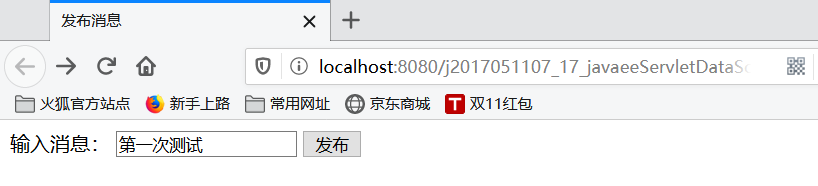 发布消息
localhost:8080/j2017051107_17_javaeeServletDataSc
火狐官方站点 新手上路 常用网址 京东商城 T 双11红包
输入消息： 第一次测试 发布